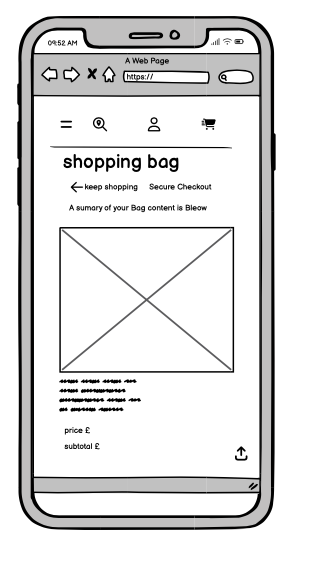 09:52 AM
A Web Page
https://
shopping bag
keep shopping Secure Checkout
A sumary of your Bag content is Bleow
price £
subtotal £